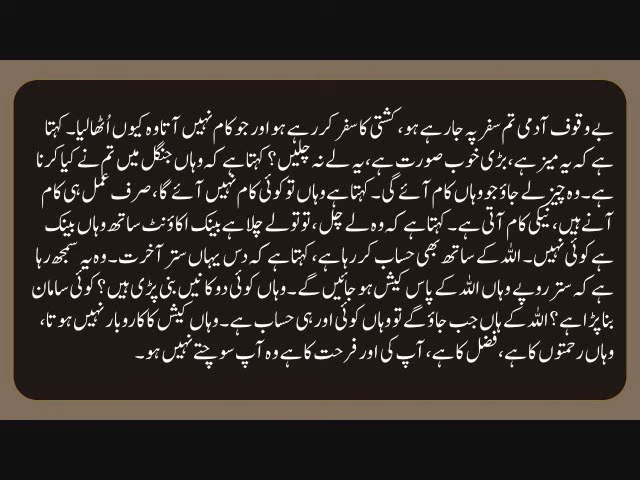 بے وقوف آدمی تم سفر پہ جا رہے ہو، کشتی کا سفر کر رہے ہو اور جو کام نہیں آتا وہ کیوں اُٹھا لیا۔ کہتا
ہے کہ یہ میز ہے، بڑی خوب صورت ہے، یہ لے نہ چلیں؟ کہتا ہے کہ وہاں جنگل میں تم نے کیا کرنا
ہے۔ وہ چیز لے جاؤ جو وہاں کام آئے گی۔ کہتا ہے وہاں تو کوئی کام نہیں آئے گا، صرف عمل ہی کام
آنے ہیں، نیکی کام آتی ہے۔ کہتا ہے کہ وہ لے چل، تو تو لے چلا ہے بینک اکاؤنٹ ساتھ وہاں بینک
ہے کوئی نہیں۔ اللہ کے ساتھ بھی حساب کر رہا ہے، کہتا ہے کہ دس یہاں ستر آخرت۔ وہ یہ سمجھ رہا
ہے کہ ستر روپے وہاں اللہ کے پاس کیش ہو جائیں گے۔ وہاں کوئی دوکانیں بنی پڑی ہیں؟ کوئی سامان
بنا پڑا ہے؟ اللہ کے ہاں جب جاؤ گے تو وہاں کوئی اور ہی حساب ہے۔ وہاں کیش کا کاروبار نہیں ہوتا،
وہاں رحمتوں کا ہے، فضل کا ہے، آپ کی اور فرحت کا ہے وہ آپ سوچتے نہیں ہو۔